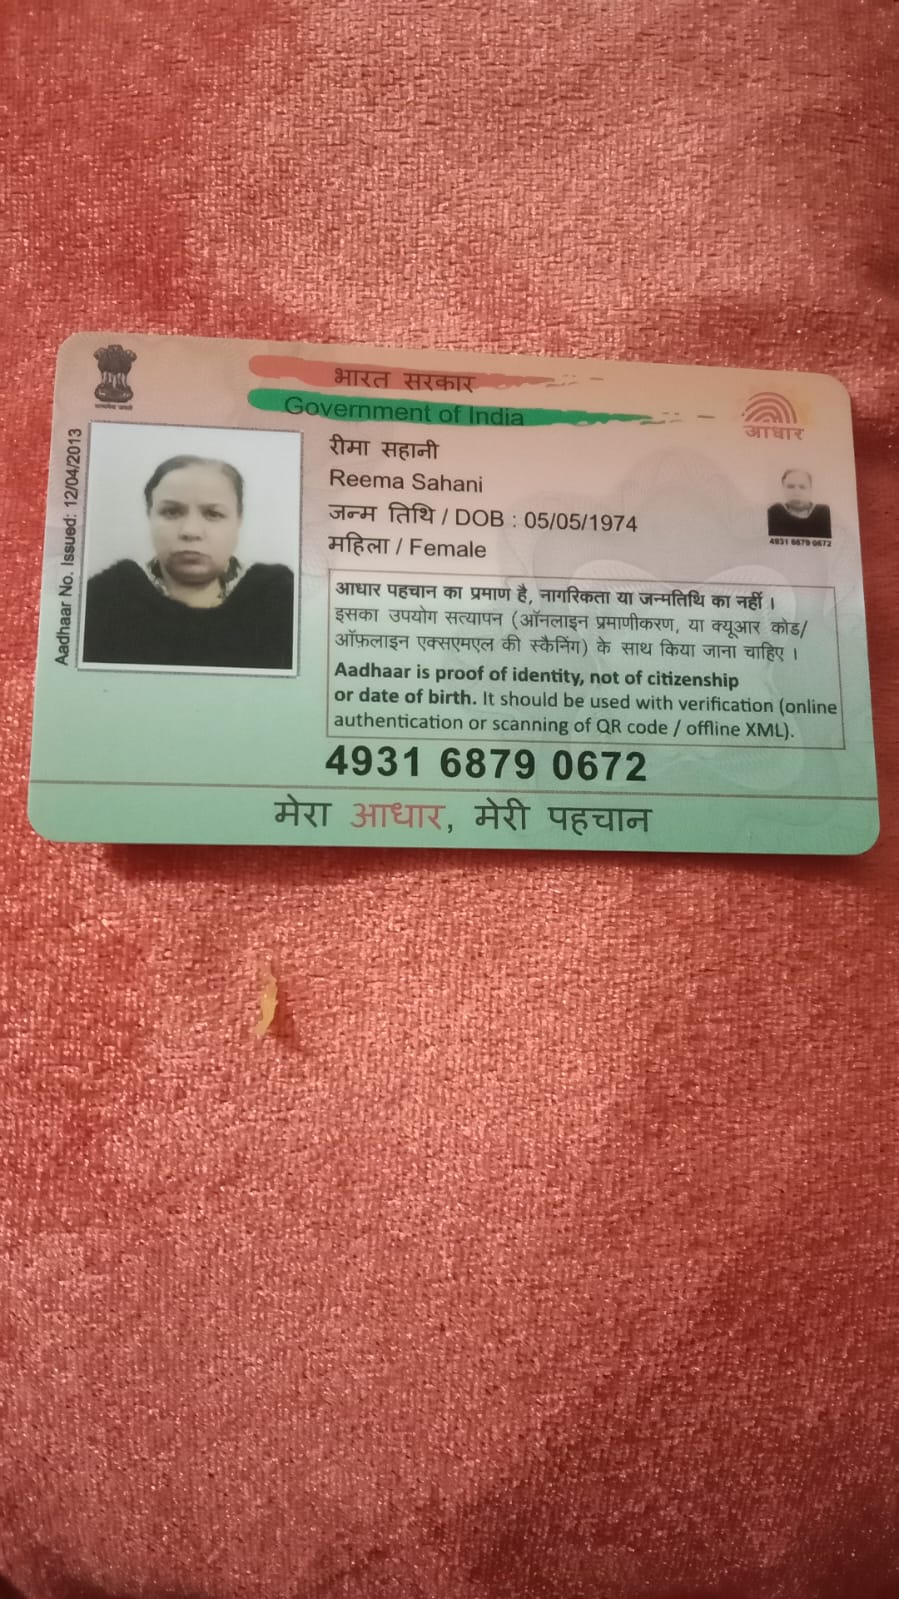 भारत सरकार
Government of India
आधार
Aadhaar No. Issued: 12/04/2013
रीमा सहानी
Reema Sahani
जन्म तिथि / DOB : 05/05/1974
महिला / Female
4931 6879 0672
आधार पहचान का प्रमाण है, नागरिकता या जन्मतिथि का नहीं ।
इसका उपयोग सत्यापन (ऑनलाइन प्रमाणीकरण, या क्यूआर कोड/
ऑफ़लाइन एक्सएमएल की स्कैनिंग) के साथ किया जाना चाहिए ।
Aadhaar is proof of identity, not of citizenship
or date of birth. It should be used with verification (online
authentication or scanning of QR code / offline XML).
4931 6879 0672
मेरा आधार, मेरी पहचान